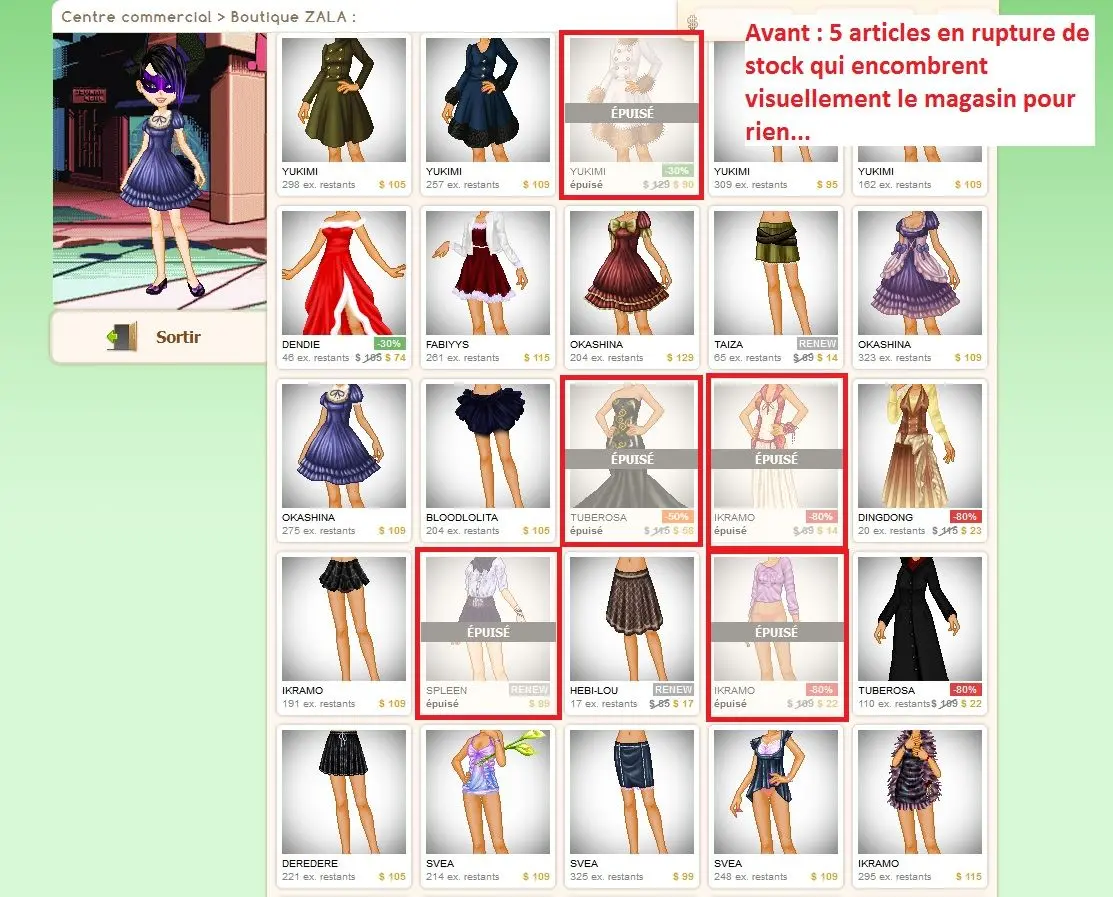 Centre commercial > Boutique ZALA :
Avant : 5 articles en rupture de
stock qui encombrent
visuellement le magasin pour
rien...
Sortir
ÉPUISÉ
YUKIMI
298 ex. restants $ 105
YUKIMI
257 ex. restants $ 109
YUKIMI -30%
épuisé $ 129 $ 90
YUKIMI
309 ex. restants $ 95
YUKIMI
162 ex. restants $ 109
DENDIE -30%
46 ex. restants $ 105 $ 74
FABIYYS
261 ex. restants $ 115
OKASHINA
204 ex. restants $ 129
TAIZA RENEW
65 ex. restants $ 69 $ 14
OKASHINA
323 ex. restants $ 109
ÉPUISÉ
ÉPUISÉ
OKASHINA
275 ex. restants $ 109
BLOODLOLITA
204 ex. restants $ 105
TUBEROSA -50%
épuisé $ 115 $ 58
IKRAMO -80%
épuisé $ 69 $ 14
DINGDONG -80%
20 ex. restants $ 115 $ 23
ÉPUISÉ
ÉPUISÉ
IKRAMO
191 ex. restants $ 109
SPLEEN RENEW
épuisé $ 89
HEBI-LOU RENEW
17 ex. restants $ 85 $ 17
IKRAMO -80%
épuisé $ 109 $ 22
TUBEROSA -80%
110 ex. restants $ 109 $ 22
DEREDERE
221 ex. restants $ 105
SVEA
214 ex. restants $ 109
SVEA
325 ex. restants $ 99
SVEA
248 ex. restants $ 109
IKRAMO
295 ex. restants $ 115